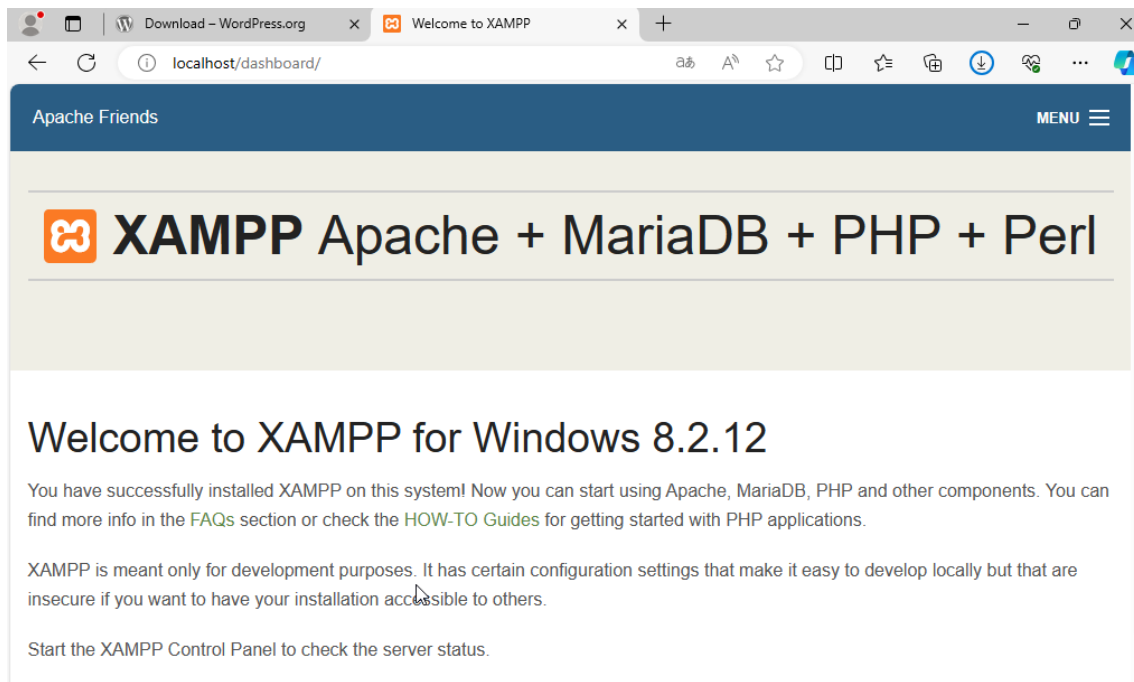 Download – WordPress.org
Welcome to XAMPP
localhost/dashboard/
Apache Friends
MENU
XAMPP Apache + MariaDB + PHP + Perl
Welcome to XAMPP for Windows 8.2.12
You have successfully installed XAMPP on this system! Now you can start using Apache, MariaDB, PHP and other components. You can
find more info in the FAQs section or check the HOW-TO Guides for getting started with PHP applications.
XAMPP is meant only for development purposes. It has certain configuration settings that make it easy to develop locally but that are
insecure if you want to have your installation accessible to others.
Start the XAMPP Control Panel to check the server status.